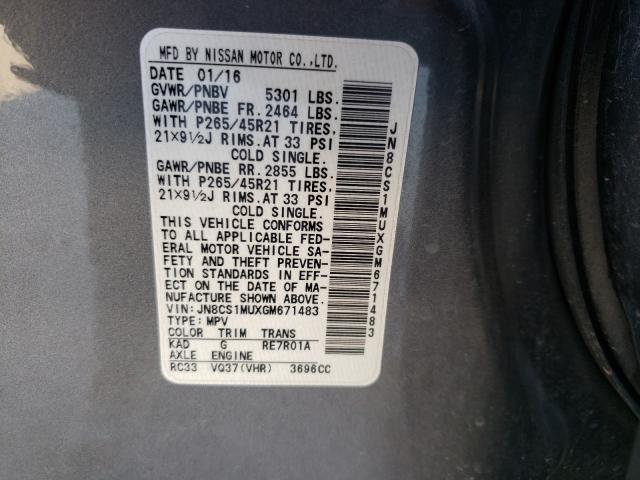 MFD BY NISSAN MOTOR CO.,LTD.
DATE 01/16
GVWR/PNBV 5301 LBS.
GAWR/PNBE FR. 2464 LBS.
WITH P265/45R21 TIRES,
21X9½J RIMS.AT 33 PSI
COLD SINGLE.
GAWR/PNBE RR. 2855 LBS.
WITH P265/45R21 TIRES,
21X9½J RIMS.AT 33 PSI
COLD SINGLE.
THIS VEHICLE CONFORMS
TO ALL APPLICABLE FED-
ERAL MOTOR VEHICLE SA-
FETY AND THEFT PREVEN-
TION STANDARDS IN EFF-
ECT ON THE DATE OF MA-
NUFACTURE SHOWN ABOVE.
VIN: JN8CS1MUXGM671483
TYPE: MPV
COLOR TRIM TRANS
KAD G RE7R01A
AXLE ENGINE
RC33 VQ37(VHR) 3696CC
JN8CS1MUXGM671483